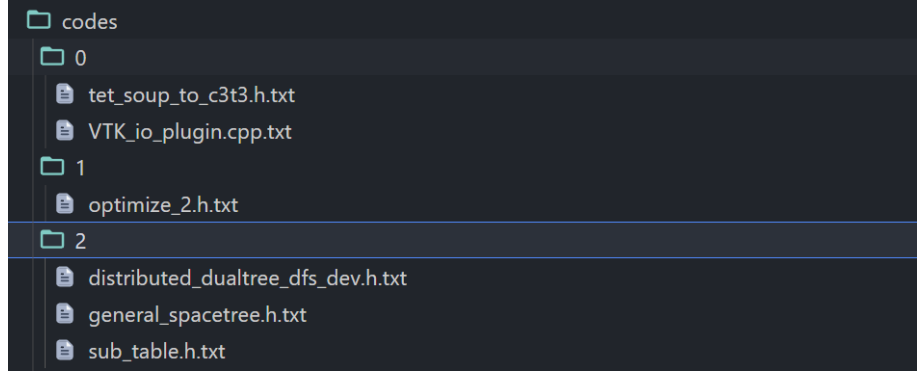 codes
0
tet_soup_to_c3t3.h.txt
VTK_io_plugin.cpp.txt
1
optimize_2.h.txt
2
distributed_dualtree_dfs_dev.h.txt
general_spacetree.h.txt
sub_table.h.txt